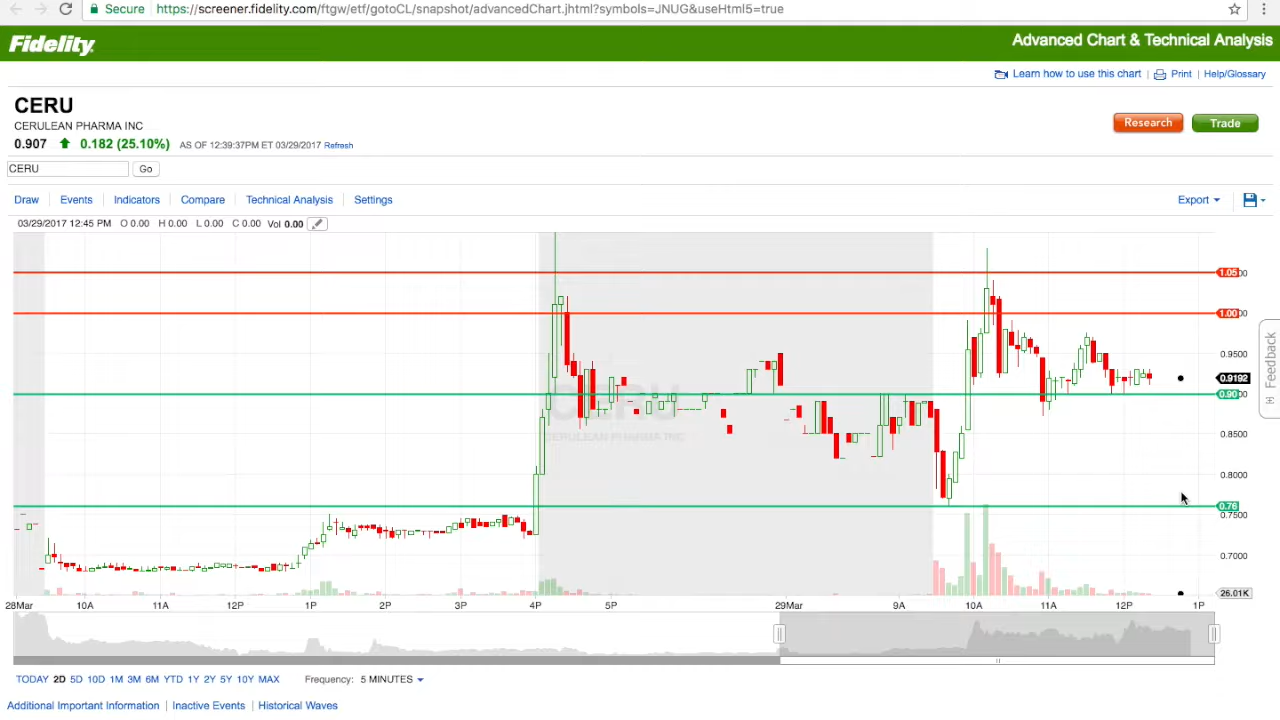 Secure https://screener.fidelity.com/ftgw/etf/gotoCL/snapshot/advancedChart.jhtml?symbols=JNUG&useHtml5=true
Fidelity
Advanced Chart & Technical Analysis
Learn how to use this chart | Print | Help/Glossary
CERU
CERULEAN PHARMA INC
0.907 0.182 (25.10%) AS OF 12:39:37PM ET 03/29/2017 Refresh
Research Trade
CERU Go
Draw Events Indicators Compare Technical Analysis Settings Export
03/29/2017 12:45 PM O 0.00 H 0.00 L 0.00 C 0.00 Vol 0.00
1.05
1.00
0.9500
0.9192
0.90
0.8500
0.8000
0.76
0.7500
0.7000
26.01K
CERU
CERULEAN PHARMA INC
Feedback
28Mar 10A 11A 12P 1P 2P 3P 4P 5P 29Mar 9A 10A 11A 12P 1P
TODAY 2D 5D 10D 1M 3M 6M YTD 1Y 2Y 5Y 10Y MAX Frequency: 5 MINUTES
Additional Important Information | Inactive Events | Historical Waves